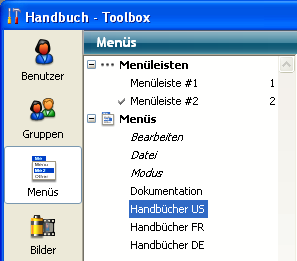 Handbuch - Toolbox
Menüs
Benutzer
Gruppen
Menüs
Bilder
Menüleisten
Menüleiste #1 1
Menüleiste #2 2
Menüs
Bearbeiten
Datei
Modus
Dokumentation
Handbücher US
Handbücher FR
Handbücher DE